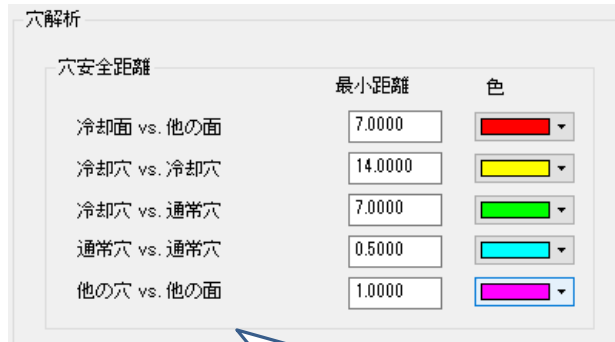 穴解析
穴安全距離
最小距離 色
冷却面 vs. 他の面 7.0000
冷却穴 vs. 冷却穴 14.0000
冷却穴 vs. 通常穴 7.0000
通常穴 vs. 通常穴 0.5000
他の穴 vs. 他の面 1.0000